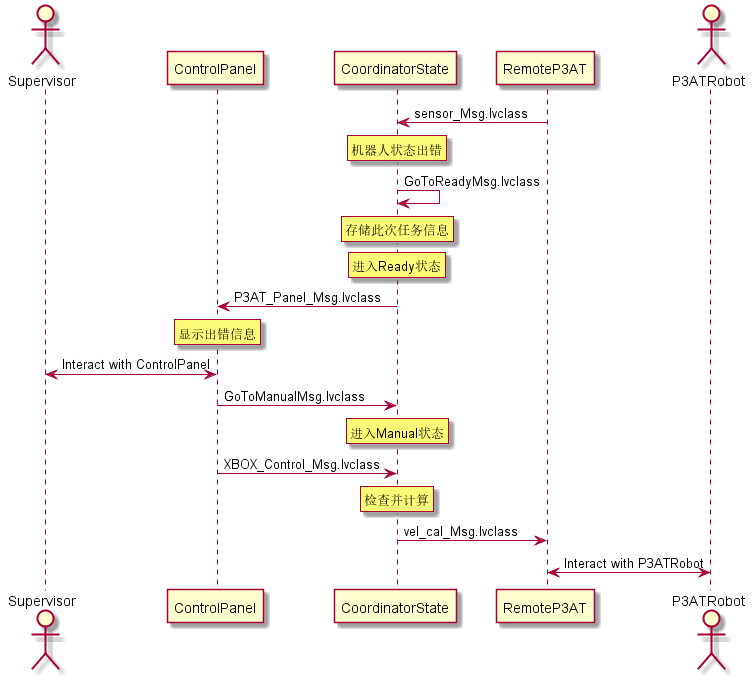 Supervisor
ControlPanel
CoordinatorState
RemoteP3AT
P3ATRobot
sensor_Msg.lvclass
机器人状态出错
GoToReadyMsg.lvclass
存储此次任务信息
进入Ready状态
P3AT_Panel_Msg.lvclass
显示出错信息
Interact with ControlPanel
GoToManualMsg.lvclass
进入Manual状态
XBOX_Control_Msg.lvclass
检查并计算
vel_cal_Msg.lvclass
Interact with P3ATRobot
Supervisor
ControlPanel
CoordinatorState
RemoteP3AT
P3ATRobot